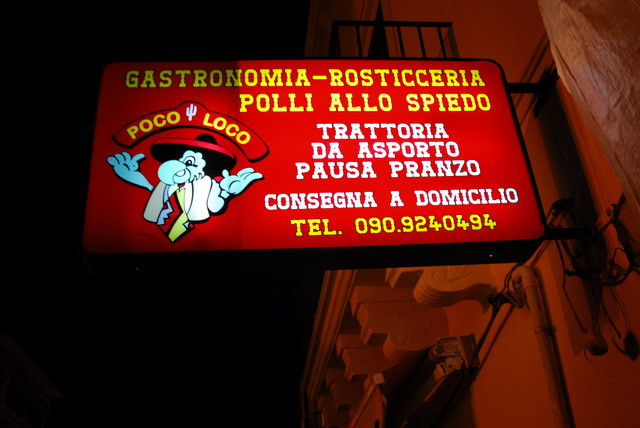 GASTRONOMIA-ROSTICCERIA
POLLI ALLO SPIEDO
POCO LOCO
TRATTORIA
DA ASPORTO
PAUSA PRANZO
CONSEGNA A DOMICILIO
TEL. 090.9240494